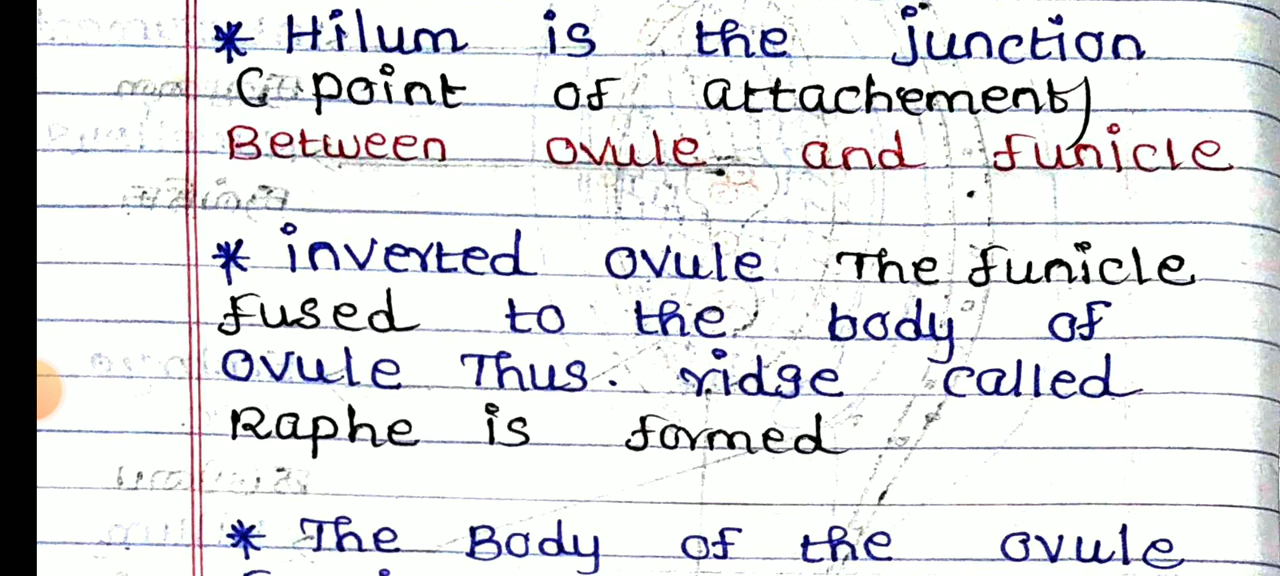 * Hilum is the junction
( point of attachement)
Between ovule and funicle
* inverted ovule The funicle
fused to the body of
ovule Thus. ridge called
Raphe is formed
* The Body of the ovule